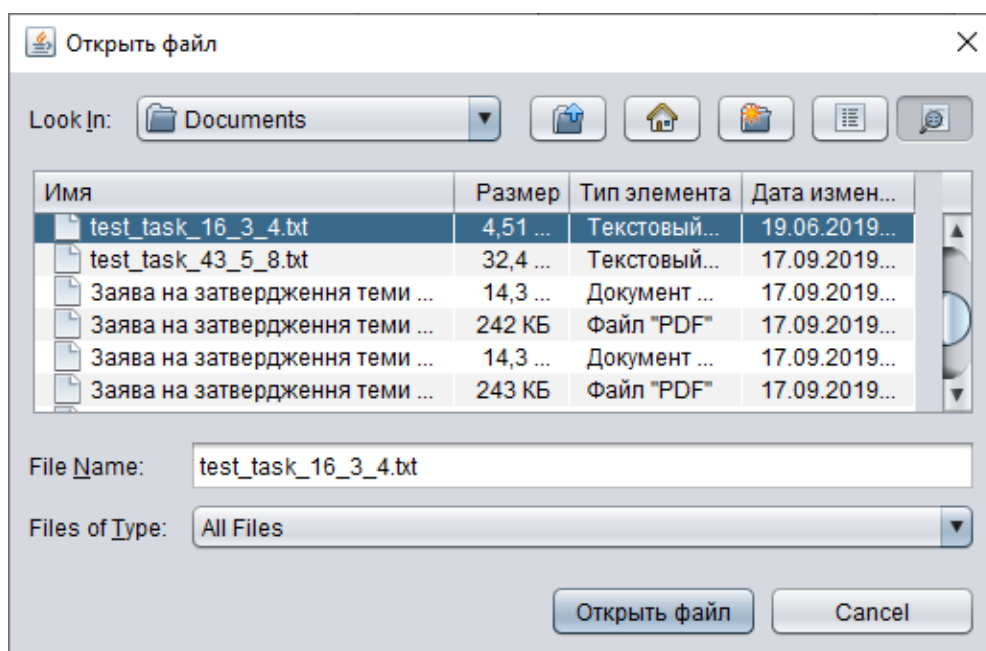 Открыть файл
Look In: Documents
Имя Размер Тип элемента Дата измен...
test_task_16_3_4.txt 4,51 ... Текстовый... 19.06.2019...
test_task_43_5_8.txt 32,4 ... Текстовый... 17.09.2019...
Заява на затвердження теми ... 14,3 ... Документ ... 17.09.2019...
Заява на затвердження теми ... 242 КБ Файл "PDF" 17.09.2019...
Заява на затвердження теми ... 14,3 ... Документ ... 17.09.2019...
Заява на затвердження теми ... 243 КБ Файл "PDF" 17.09.2019...
File Name: test_task_16_3_4.txt
Files of Type: All Files
Открыть файл Cancel